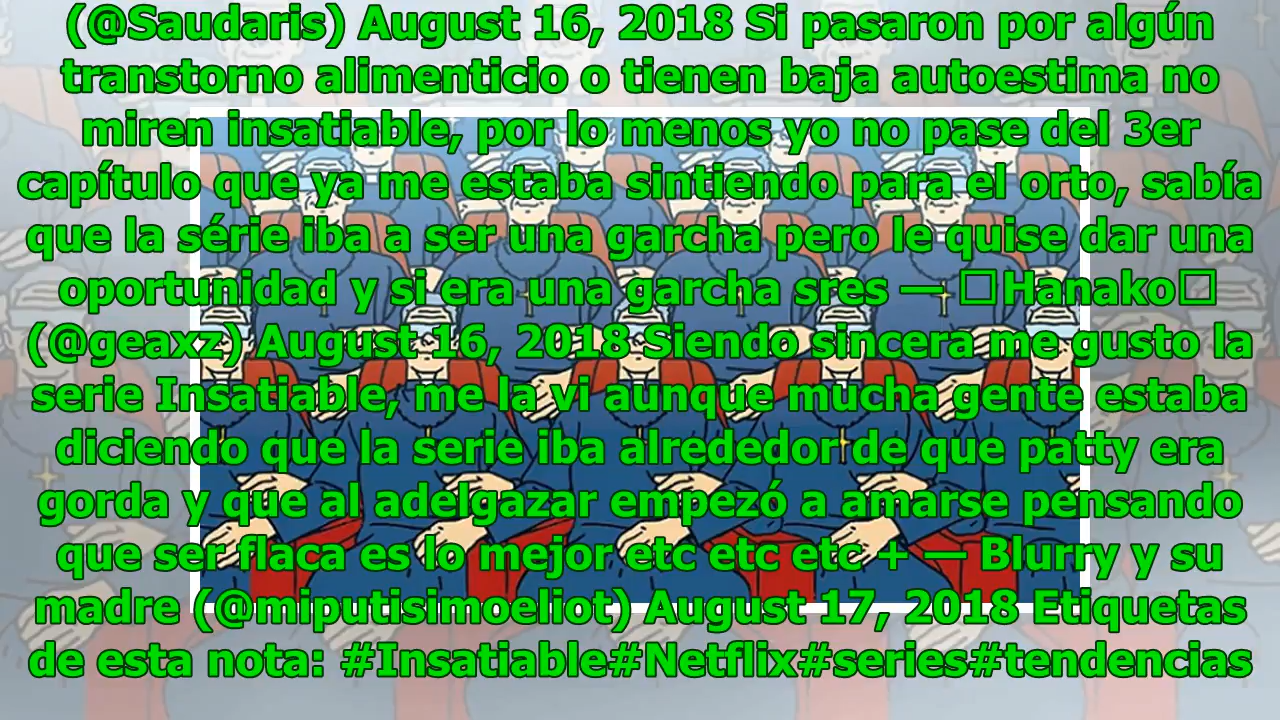 (@Saudaris) August 16, 2018 Si pasaron por algún
transtorno alimenticio o tienen baja autoestima no
miren insatiable, por lo menos yo no pase del 3er
capítulo que ya me estaba sintiendo para el orto, sabía
que la série iba a ser una garcha pero le quise dar una
oportunidad y si era una garcha sres — □Hanako□
(@geaxz) August 16, 2018 Siendo sincera me gusto la
serie Insatiable, me la vi aunque mucha gente estaba
diciendo que la serie iba alrededor de que patty era
gorda y que al adelgazar empezó a amarse pensando
que ser flaca es lo mejor etc etc etc + — Blurry y su
madre (@miputisimoeliot) August 17, 2018 Etiquetas
de esta nota: #Insatiable#Netflix#series#tendencias